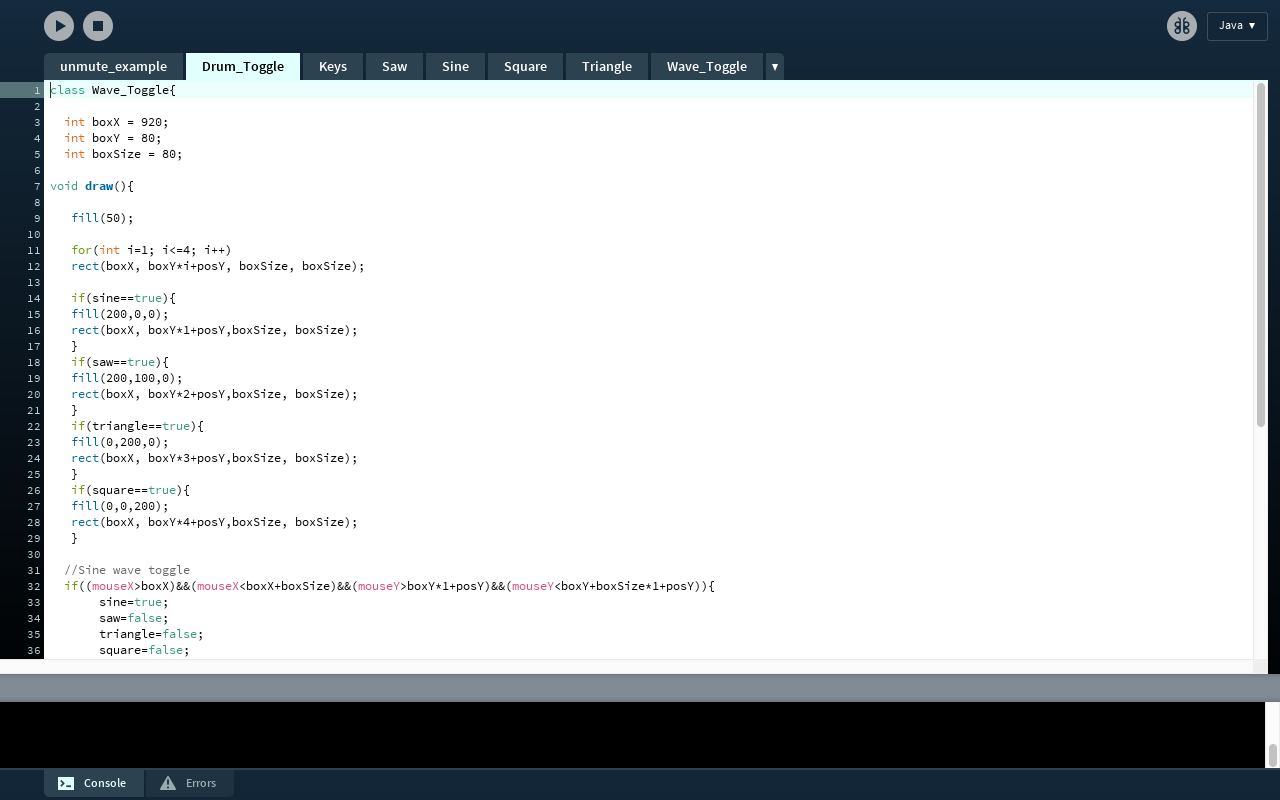 Java ▼
unmute_example Drum_Toggle Keys Saw Sine Square Triangle Wave_Toggle ▼
1 class Wave_Toggle{
2
3 int boxX = 920;
4 int boxY = 80;
5 int boxSize = 80;
6
7 void draw(){
8
9 fill(50);
10
11 for(int i=1; i<=4; i++)
12 rect(boxX, boxY*i+posY, boxSize, boxSize);
13
14 if(sine==true){
15 fill(200,0,0);
16 rect(boxX, boxY*1+posY,boxSize, boxSize);
17 }
18 if(saw==true){
19 fill(200,100,0);
20 rect(boxX, boxY*2+posY,boxSize, boxSize);
21 }
22 if(triangle==true){
23 fill(0,200,0);
24 rect(boxX, boxY*3+posY,boxSize, boxSize);
25 }
26 if(square==true){
27 fill(0,0,200);
28 rect(boxX, boxY*4+posY,boxSize, boxSize);
29 }
30
31 //Sine wave toggle
32 if((mouseX>boxX)&&(mouseX<boxX+boxSize)&&(mouseY>boxY*1+posY)&&(mouseY<boxY+boxSize*1+posY)){
33 sine=true;
34 saw=false;
35 triangle=false;
36 square=false;
Console Errors